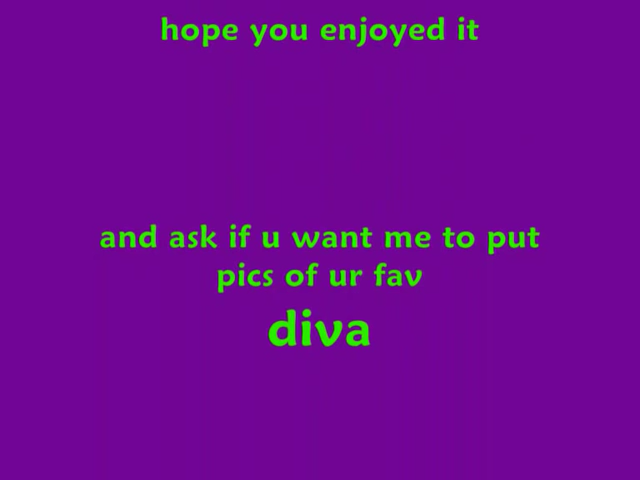 hope you enjoyed it
and ask if u want me to put
pics of ur fav
diva